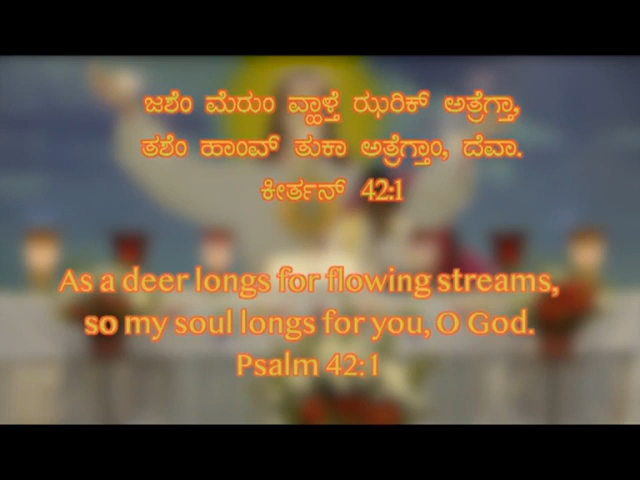 ಜಶೆಂ ಮೆರುಂ ವ್ಹಾಳ್ತೆ ಝರಿಕ್ ಅತ್ರೆಗ್ತಾ,
ತಶೆಂ ಹಾಂವ್ ತುಕಾ ಅತ್ರೆಗ್ತಾಂ, ದೆವಾ.
ಕೀರ್ತನ್ 42:1
As a deer longs for flowing streams,
so my soul longs for you, O God.
Psalm 42:1